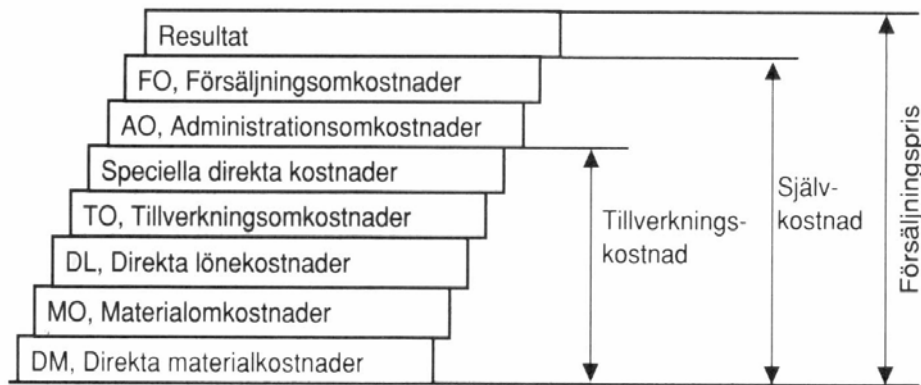 Resultat
FO, Försäljningsomkostnader
AO, Administrationsomkostnader
Speciella direkta kostnader
TO, Tillverkningsomkostnader
DL, Direkta lönekostnader
MO, Materialomkostnader
DM, Direkta materialkostnader
Tillverknings-
kostnad
Själv-
kostnad
Försäljningspris